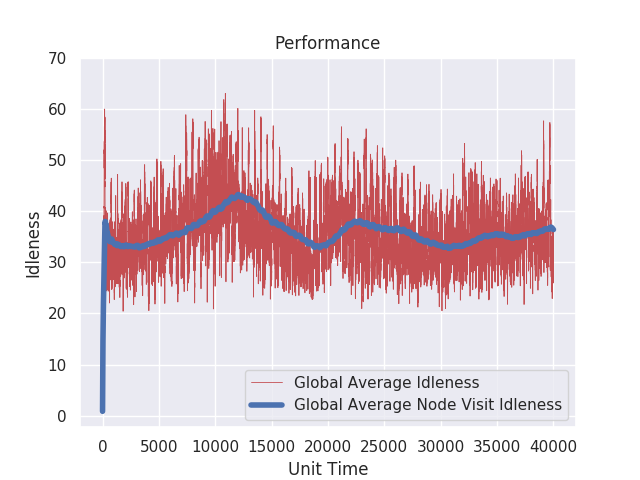 Performance
70
60
50
40
30
20
10
0
Idleness
0 5000 10000 15000 20000 25000 30000 35000 40000
Unit Time
Global Average Idleness
Global Average Node Visit Idleness